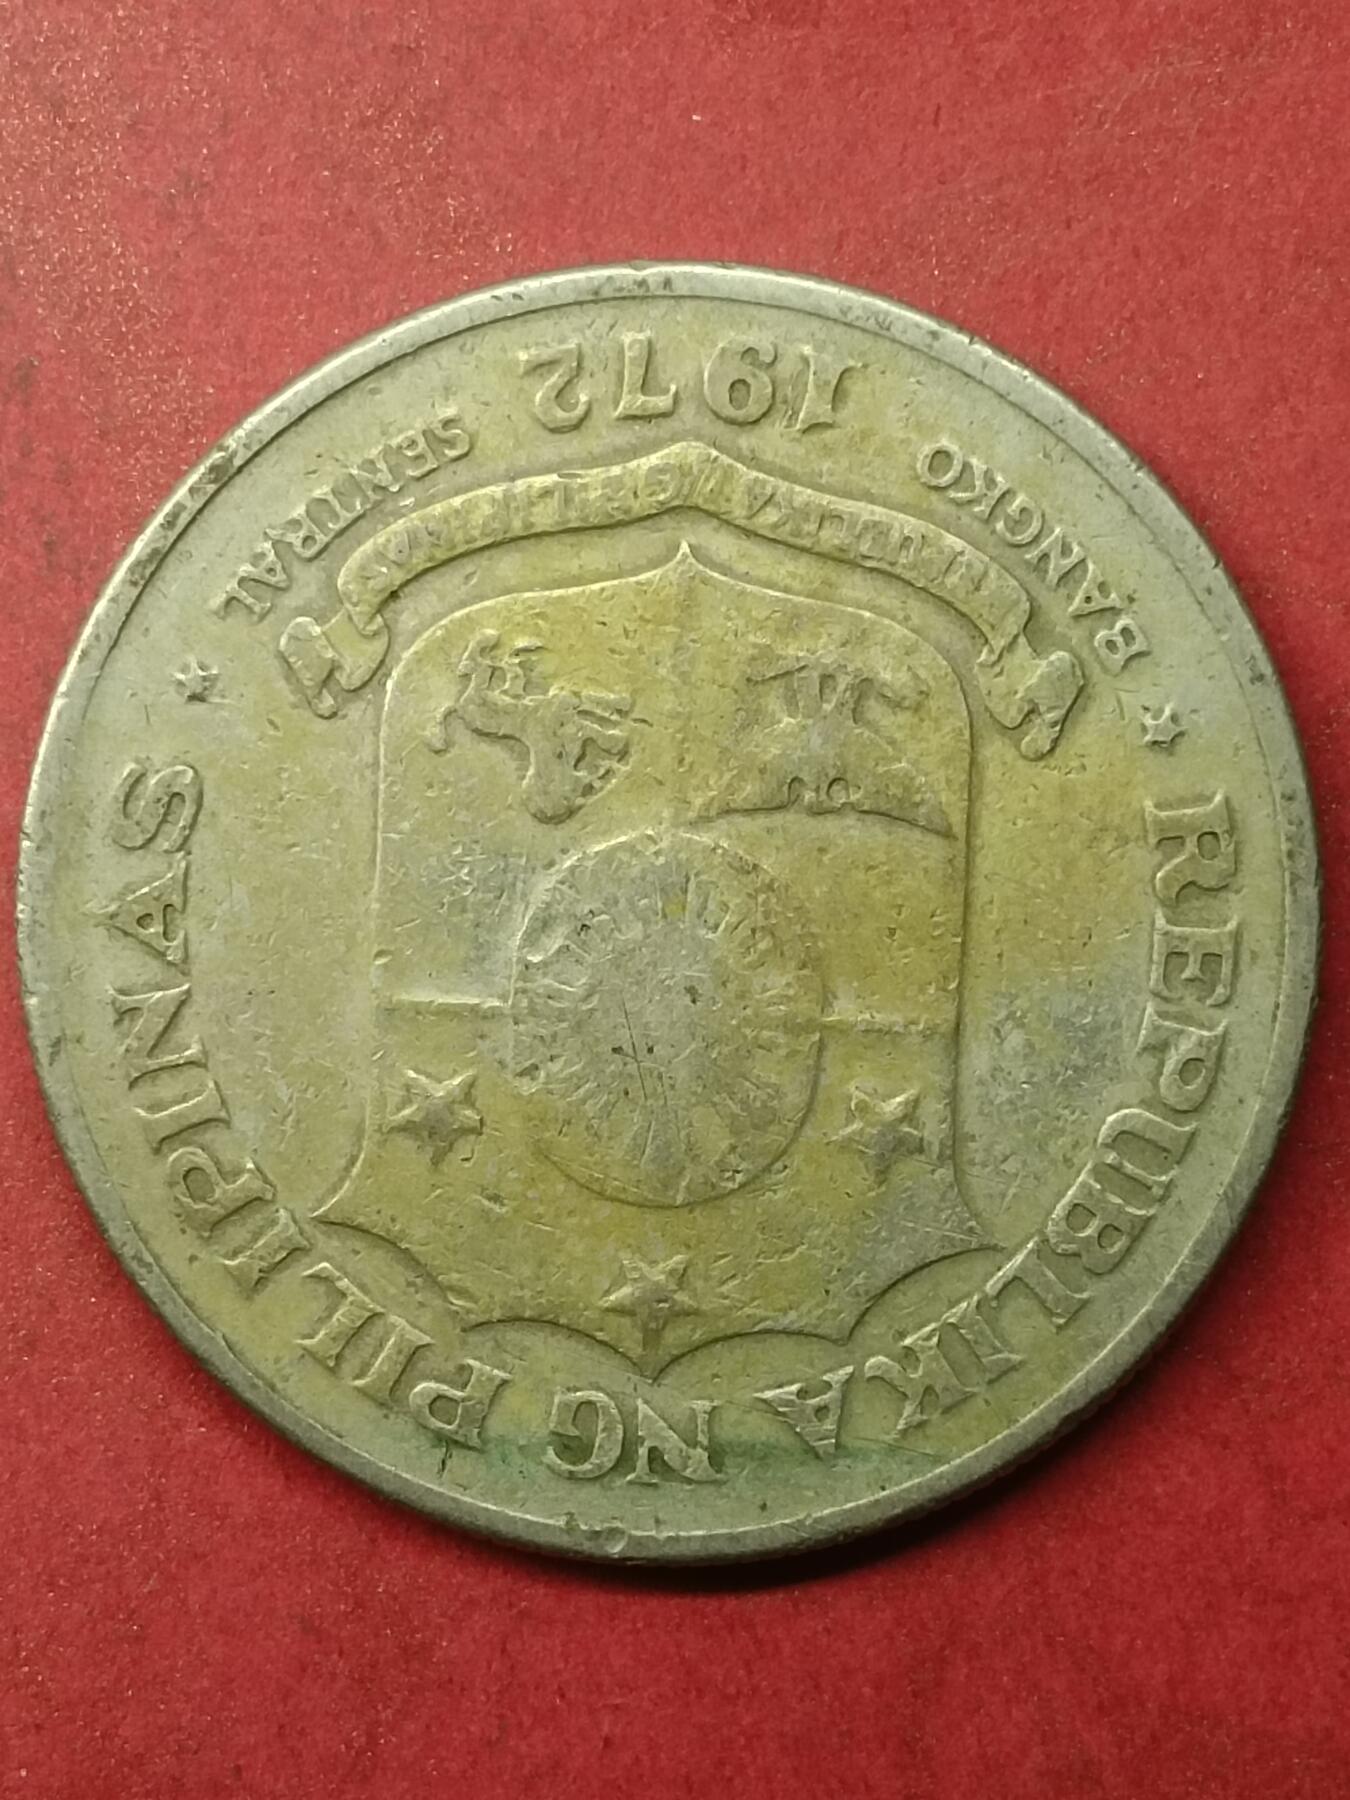 REPUBLIKA NG PILIPINAS
BANGKO SENTRAL
1972